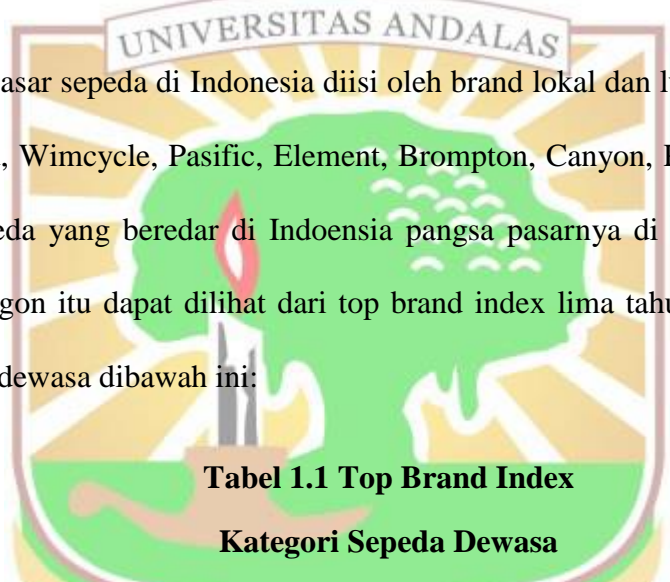 UNIVERSITAS ANDALAS
asar sepeda di Indonesia diisi oleh brand lokal dan
, Wimcycle, Pasific, Element, Brompton, Canyon,
eda yang beredar di Indoensia pangsa pasarnya di
gon itu dapat dilihat dari top brand index lima
dewasa dibawah ini:
Tabel 1.1 Top Brand Index
Kategori Sepeda Dewasa